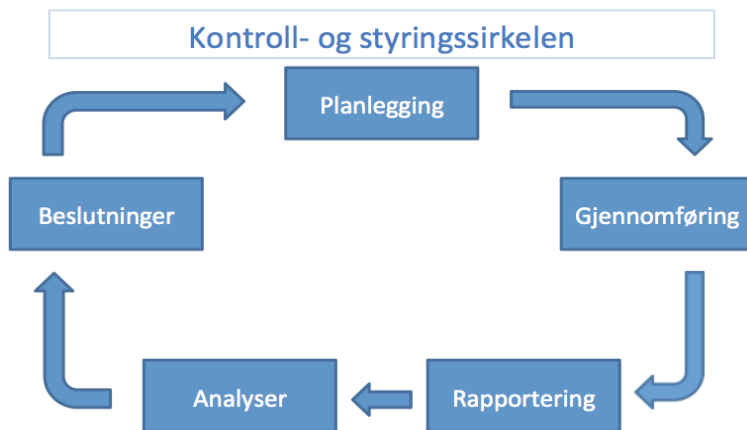 Kontroll- og styringssirkelen
Planlegging
Gjennomføring
Rapportering
Analyser
Beslutninger